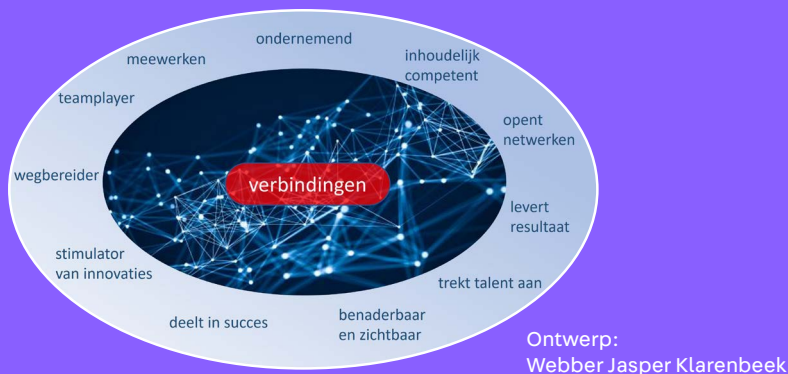 ondernemend
inhoudelijk
competent
opent
netwerken
levert
resultaat
trekt talent aan
benaderbaar
en zichtbaar
deelt in succes
stimulator
van innovaties
wegbereider
teamplayer
meewerken
verbindingen
Ontwerp:
Webber Jasper Klarenbeek